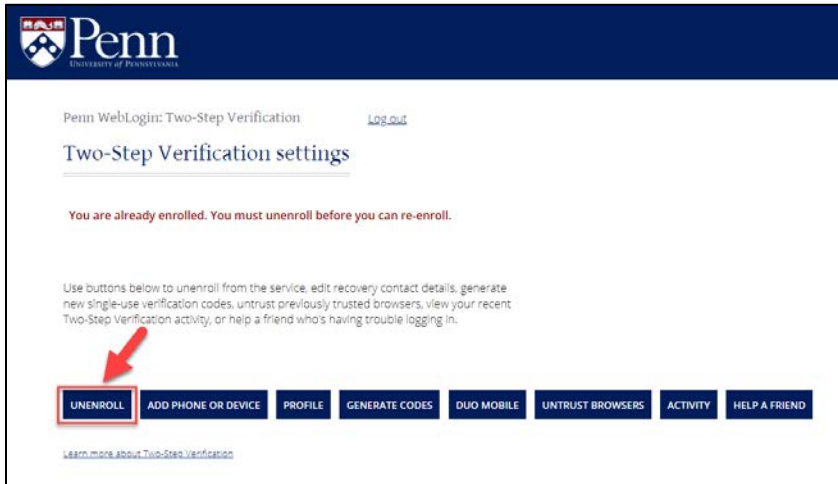 Penn
UNIVERSITY of PENNSYLVANIA
Penn WebLogin: Two-Step Verification
Log out
Two-Step Verification settings
You are already enrolled. You must unenroll before you can re-enroll.
Use buttons below to unenroll from the service, edit recovery contact details, generate
new single-use verification codes, untrust previously trusted browsers, view your recent
Two-Step Verification activity, or help a friend who's having trouble logging in.
UNENROLL ADD PHONE OR DEVICE PROFILE GENERATE CODES DUO MOBILE UNTRUST BROWSERS ACTIVITY HELP A FRIEND
Learn more about Two-Step Verification